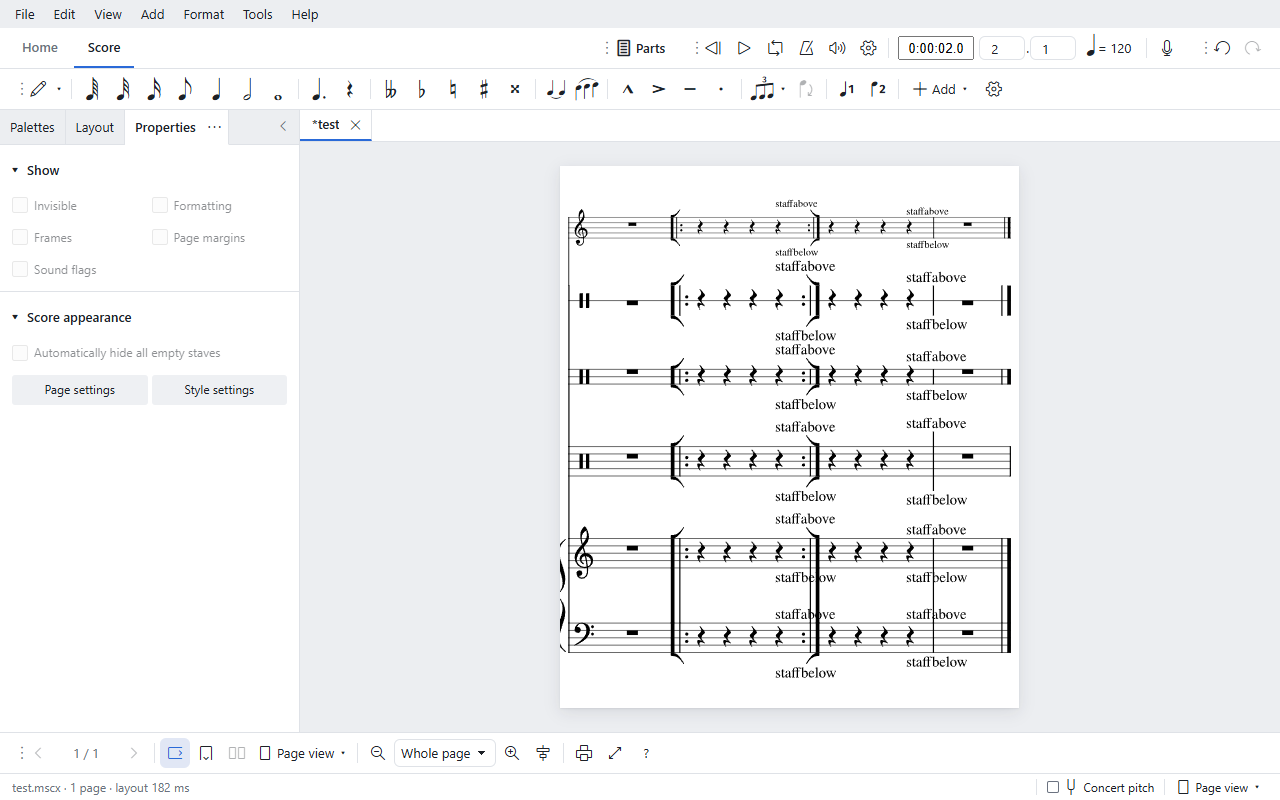 File Edit View Add Format Tools Help
Home Score Parts 0:00:02.0 2 . 1 = 120
3 1 2 Add
Palettes Layout Properties ··· *test
Show
Invisible Formatting
Frames Page margins
Sound flags
Score appearance
Automatically hide all empty staves
Page settings Style settings
staffabove
staffabove
staffbelow
staffbelow
staffabove
staffabove
staffbelow
staffbelow
staffabove
staffabove
staffbelow
staffbelow
staffabove
staffabove
staffbelow
staffbelow
staffabove
staffabove
staffbelow staffbelow
staffabove staffabove
staffbelow
staffbelow
1 / 1 Page view Whole page ?
test.mscx · 1 page · layout 182 ms Concert pitch Page view